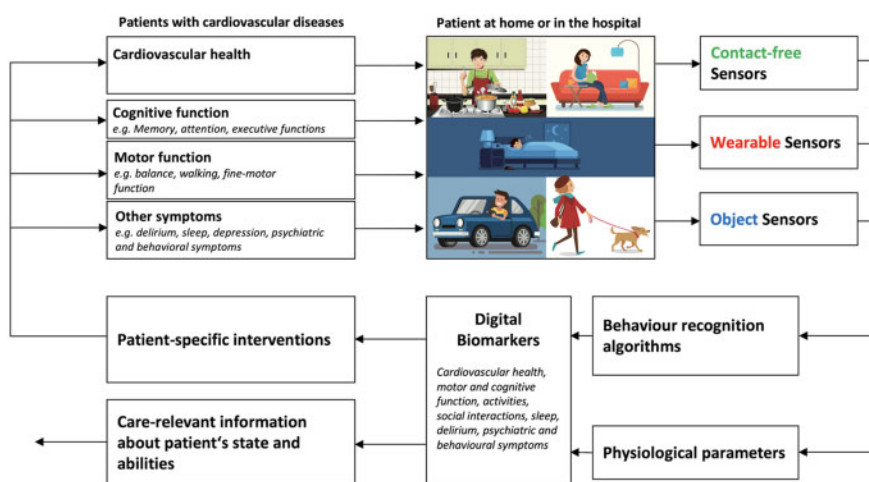 Patients with cardiovascular diseases
Patient at home or in the hospital
Cardiovascular health
Cognitive function
e.g. Memory, attention, executive functions
Motor function
e.g. balance, walking, fine-motor
function
Other symptoms
e.g. delirium, sleep, depression, psychiatric
and behavioral symptoms
Contact-free
Sensors
Wearable Sensors
Object Sensors
Patient-specific interventions
Care-relevant information
about patient‘s state and
abilities
Digital
Biomarkers
Cardiovascular health,
motor and cognitive
function, activities,
social interactions, sleep,
delirium, psychiatric and
behavioural symptoms
Behaviour recognition
algorithms
Physiological parameters